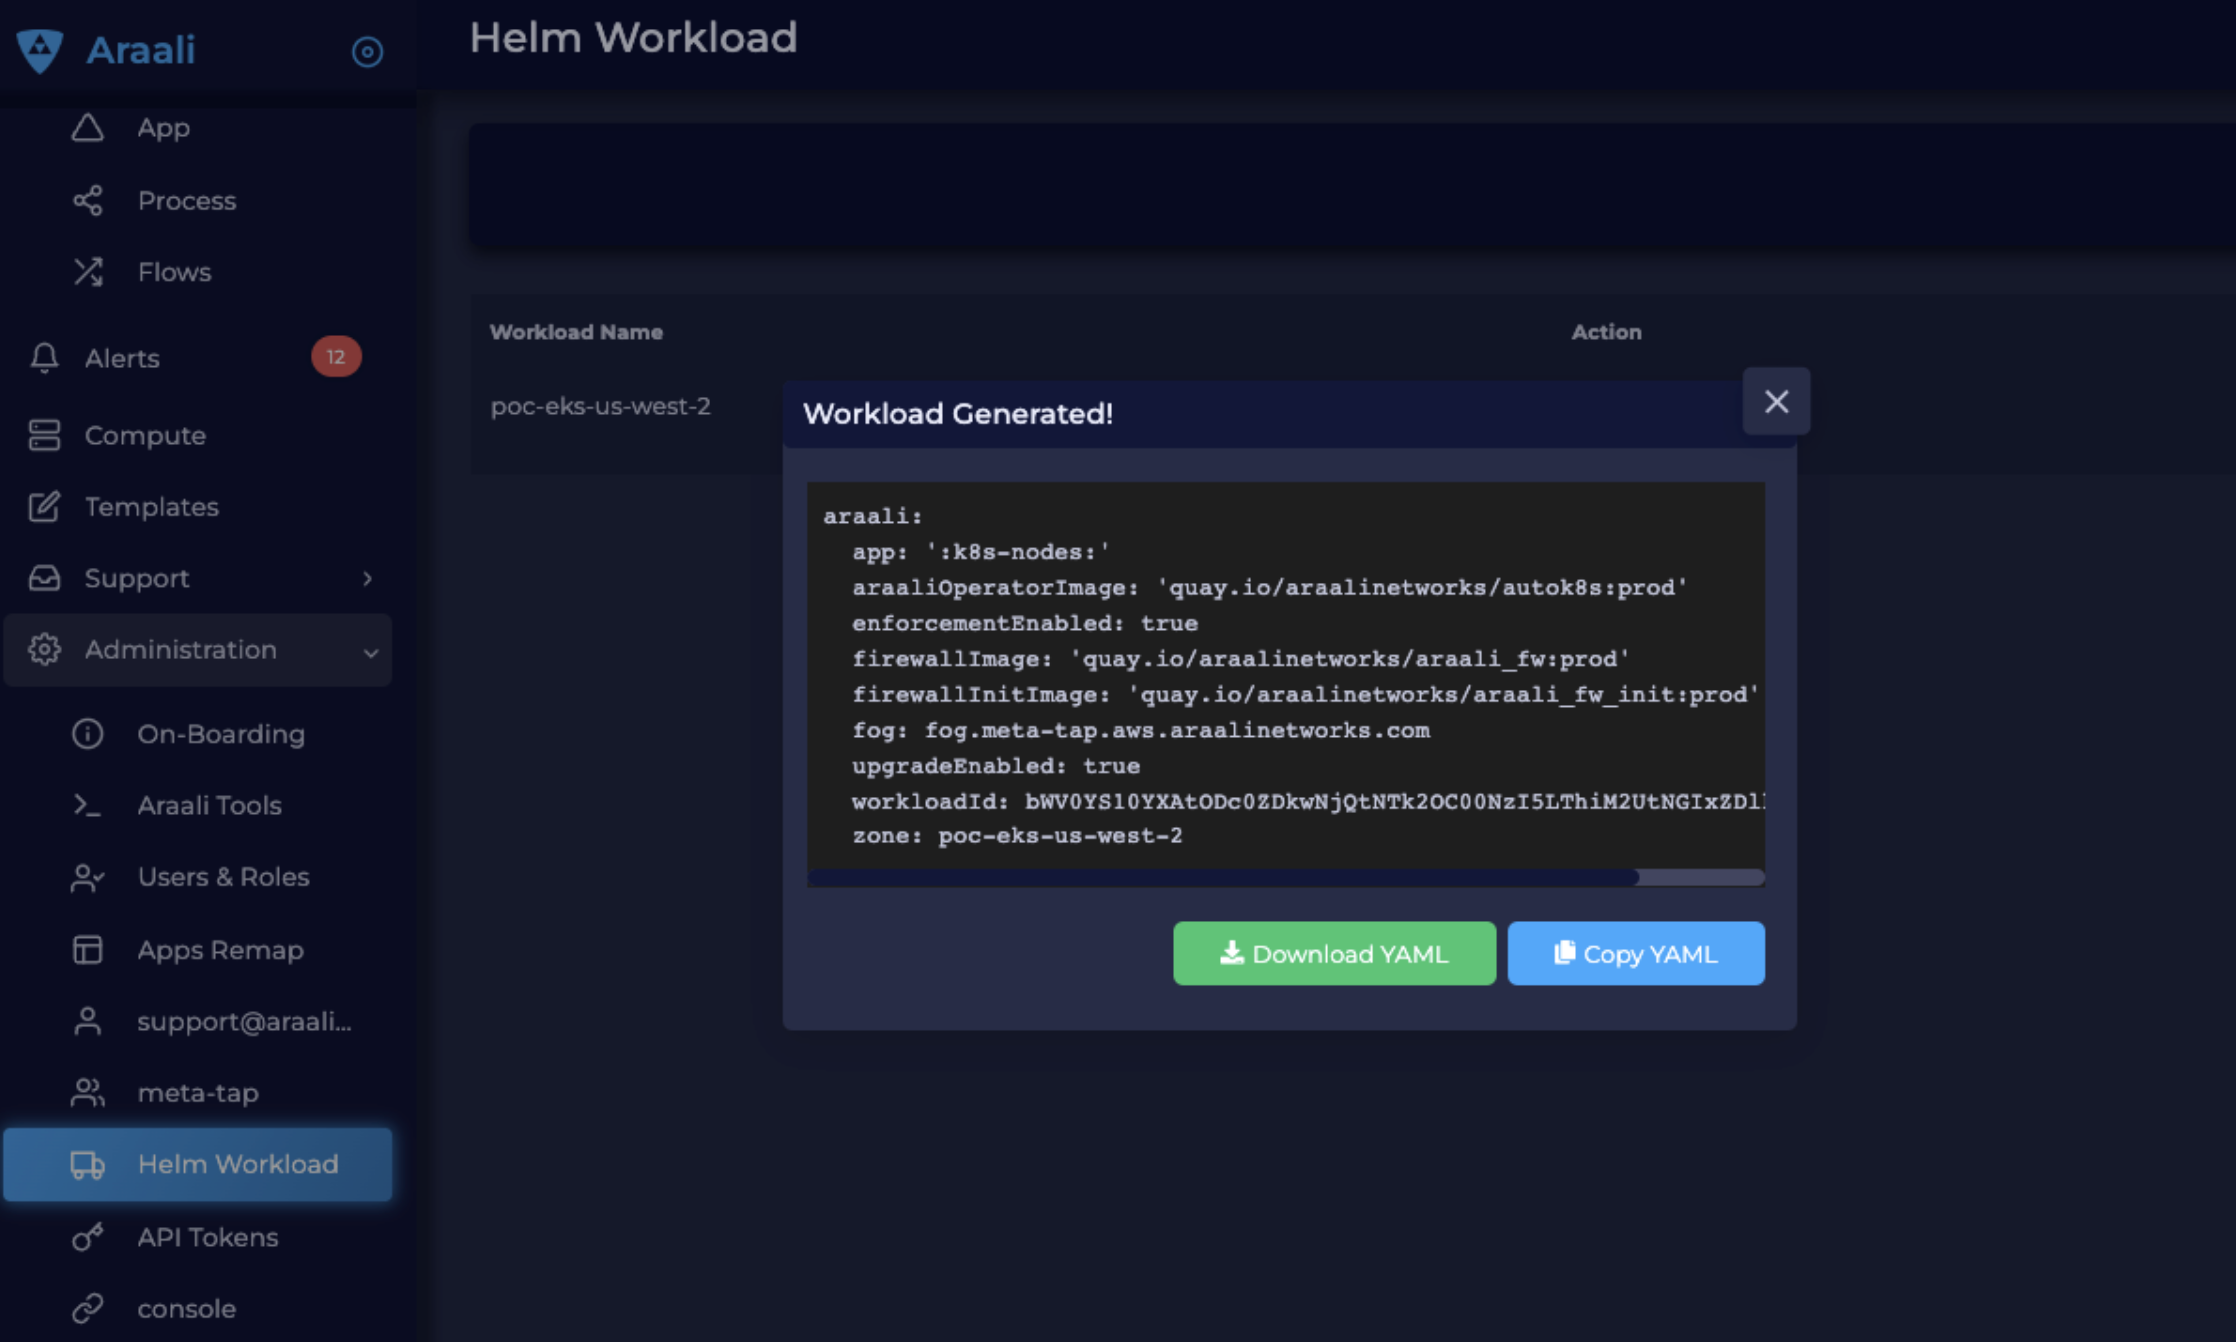 Araali
App
Process
Flows
Alerts
12
Compute
Templates
Support
Administration
On-Boarding
Araali Tools
Users & Roles
Apps Remap
support@araali...
meta-tap
Helm Workload
API Tokens
console
Helm Workload
Workload Name
Action
poc-eks-us-west-2
Workload Generated!
araali:
  app: ':k8s-nodes:'
  araaliOperatorImage: 'quay.io/araalinetworks/autok8s:prod'
  enforcementEnabled: true
  firewallImage: 'quay.io/araalinetworks/araali_fw:prod'
  firewallInitImage: 'quay.io/araalinetworks/araali_fw_init:prod'
  fog: fog.meta-tap.aws.araalinetworks.com
  upgradeEnabled: true
  workloadId:
  zone: poc-eks-us-west-2
Download YAML
Copy YAML